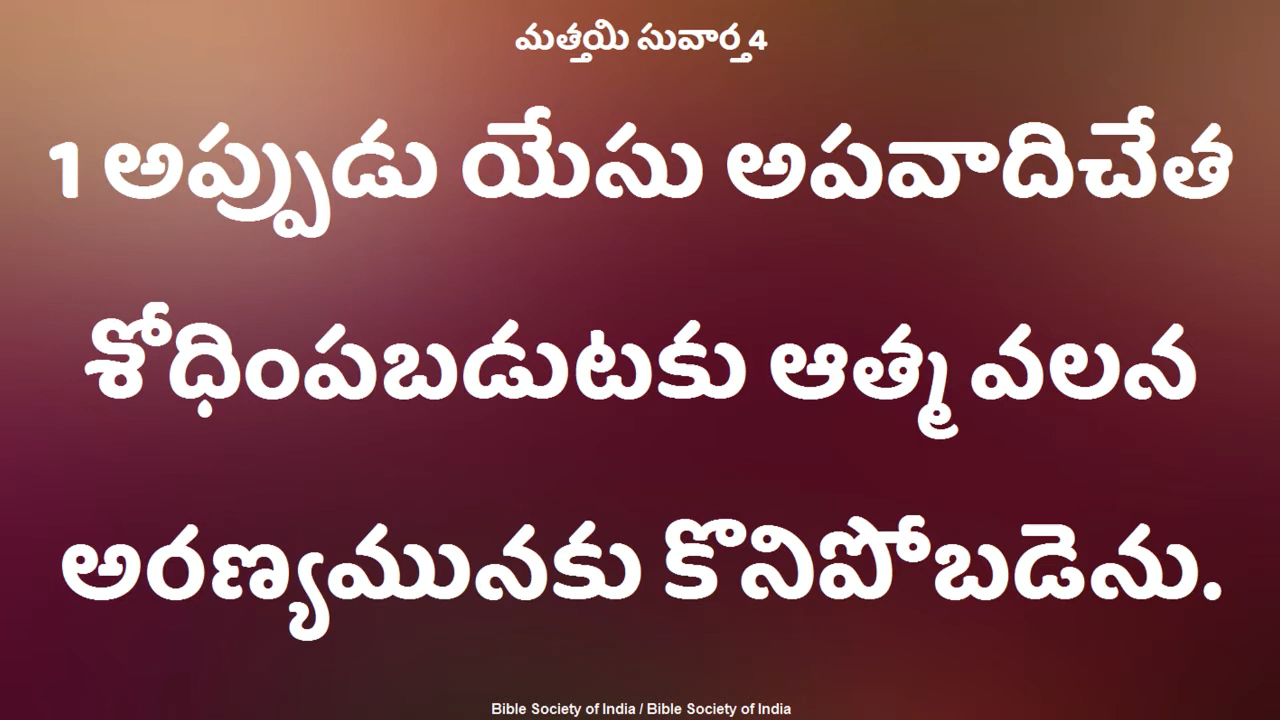 మత్తయి సువార్త 4
1 అప్పుడు యేసు అపవాదిచేత
శోధింపబడుటకు ఆత్మ వలన
అరణ్యమునకు కొనిపోబడెను.
Bible Society of India / Bible Society of India